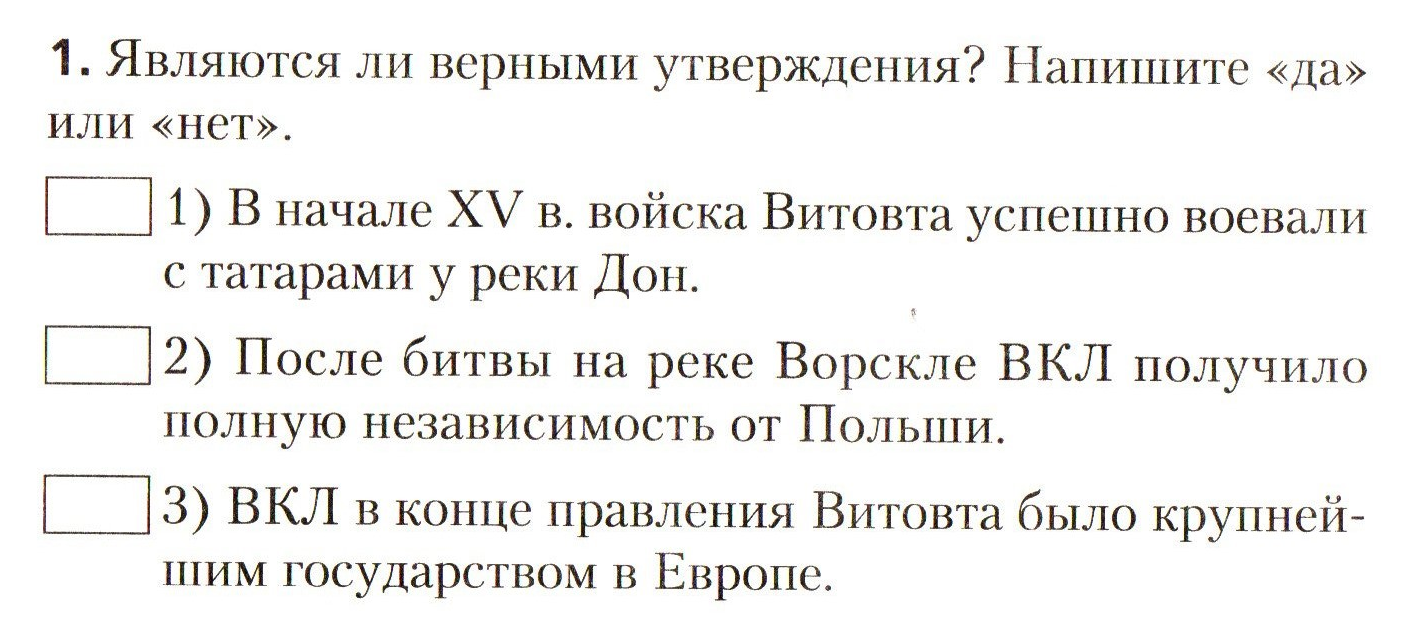 1. Являются ли верными утверждения? Напишите «да»
или «нет».
1) В начале XV в. войска Витовта успешно воевали
с татарами у реки Дон.
2) После битвы на реке Ворскле ВКЛ получило
полную независимость от Польши.
3) ВКЛ в конце правления Витовта было крупней-
шим государством в Европе.